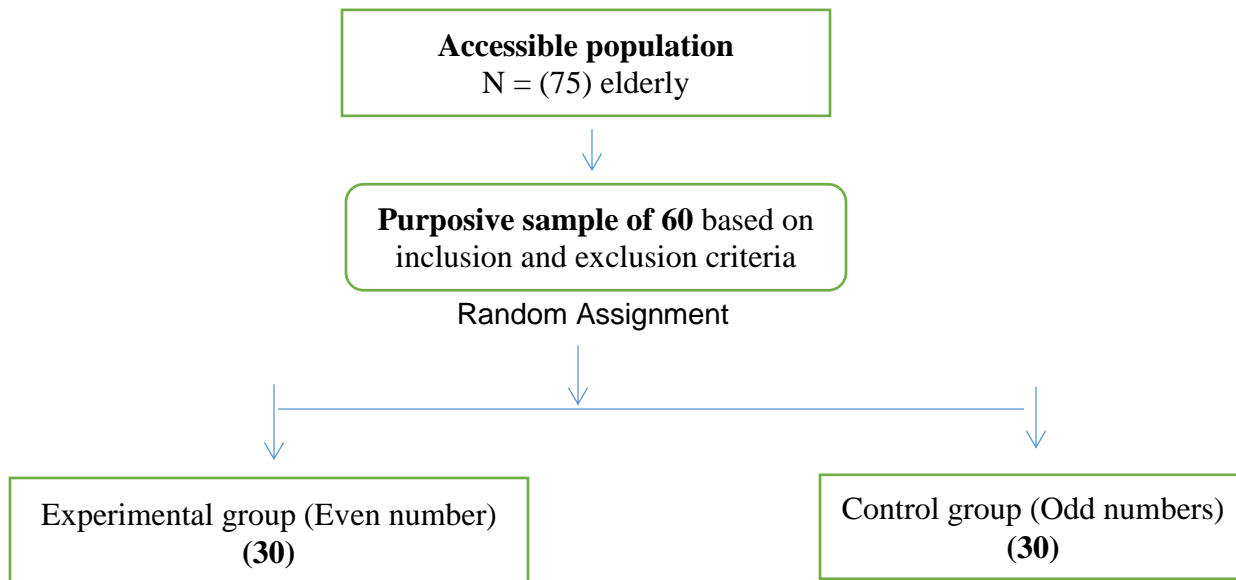 Accessible population
N = (75) elderly
Purposive sample of 60 based on
inclusion and exclusion criteria
Random Assignment
Experimental group (Even number)
(30)
Control group (Odd numbers)
(30)